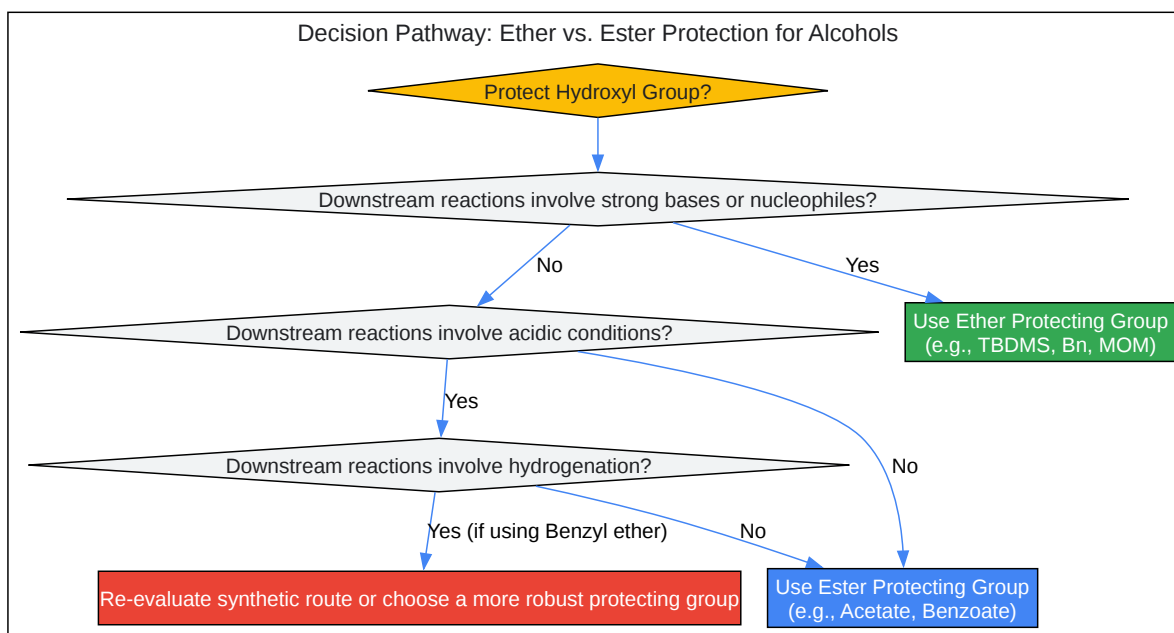 Decision Pathway: Ether vs. Ester Protection for Alcohols
Protect Hydroxyl Group?
Downstream reactions involve strong bases or nucleophiles?
No
Yes
Use Ether Protecting Group
(e.g., TBDMS, Bn, MOM)
Downstream reactions involve acidic conditions?
Yes
No
Downstream reactions involve hydrogenation?
Yes (if using Benzyl ether)
No
Re-evaluate synthetic route or choose a more robust protecting group
Use Ester Protecting Group
(e.g., Acetate, Benzoate)